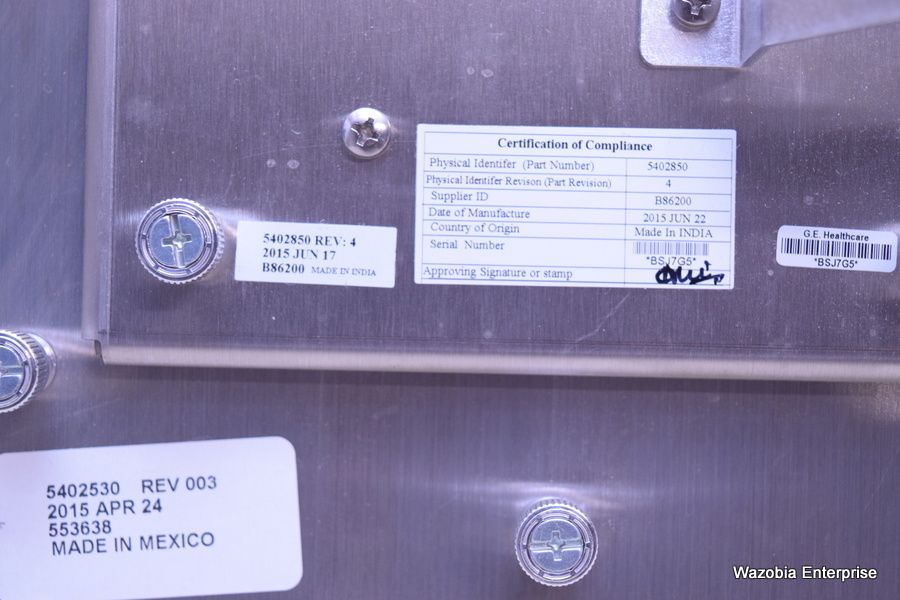 Certification of Compliance
Physical Identifer (Part Number) 5402850
Physical Identifer Revison (Part Revision) 4
Supplier ID B86200
Date of Manufacture 2015 JUN 22
Country of Origin Made In INDIA
Serial Number *BSJ7G5*
Approving Signature or stamp
5402850 REV: 4
2015 JUN 17
B86200 MADE IN INDIA
G.E. Healthcare
*BSJ7G5*
5402530 REV 003
2015 APR 24
553638
MADE IN MEXICO
Wazobia Enterprise